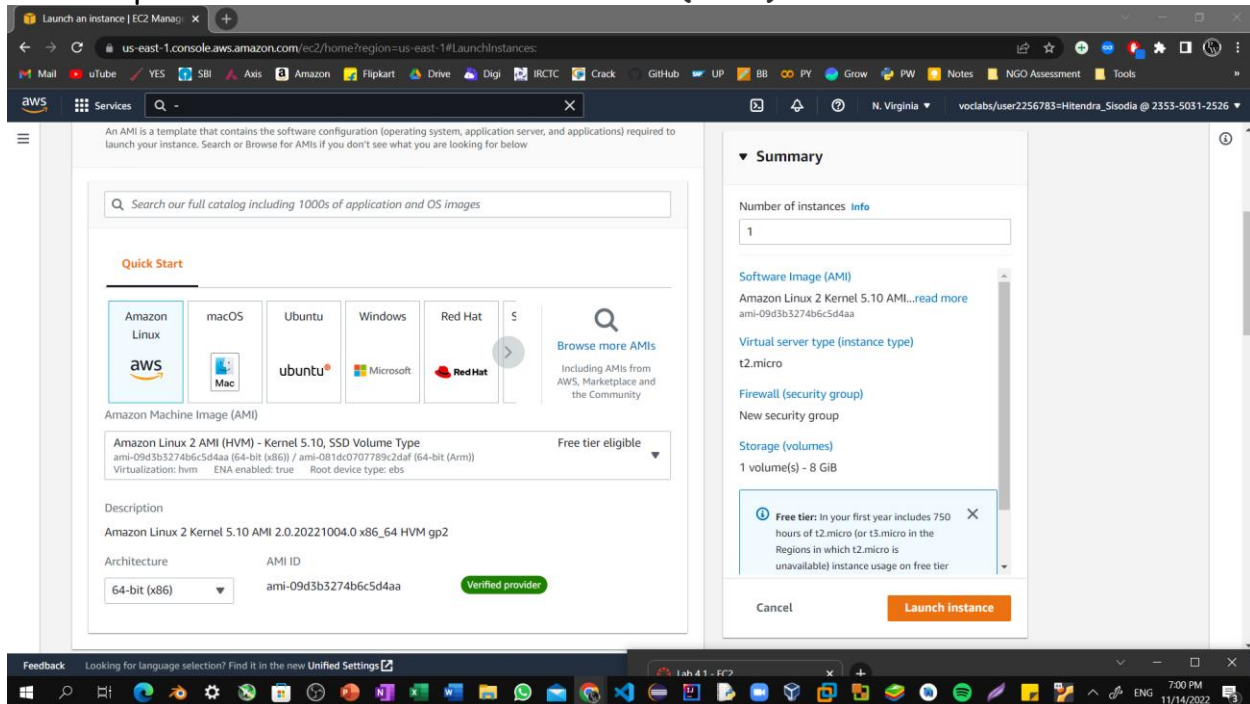 Launch an instance | EC2 Manag
us-east-1.console.aws.amazon.com/ec2/home?region=us-east-1#LaunchInstances:
Mail uTube YES SBI Axis Amazon Flipkart Drive Digi IRCTC Crack GitHub UP BB PY Grow PW Notes NGO Assessment Tools »
aws Services - N. Virginia voclabs/user2256783=Hitendra_Sisodia @ 2353-5031-2526
An AMI is a template that contains the software configuration (operating system, application server, and applications) required to
launch your instance. Search or Browse for AMIs if you don't see what you are looking for below
Search our full catalog including 1000s of application and OS images
Quick Start
Amazon Linux
aws
macOS
Mac
Ubuntu
ubuntu
Windows
Microsoft
Red Hat
Red Hat
S
Browse more AMIs
Including AMIs from
AWS, Marketplace and
the Community
Amazon Machine Image (AMI)
Amazon Linux 2 AMI (HVM) - Kernel 5.10, SSD Volume Type Free tier eligible
ami-09d3b3274b6c5d4aa (64-bit (x86)) / ami-081dc0707789c2daf (64-bit (Arm))
Virtualization: hvm ENA enabled: true Root device type: ebs
Description
Amazon Linux 2 Kernel 5.10 AMI 2.0.20221004.0 x86_64 HVM gp2
Architecture AMI ID
64-bit (x86) ami-09d3b3274b6c5d4aa Verified provider
Summary
Number of instances Info
1
Software Image (AMI)
Amazon Linux 2 Kernel 5.10 AMI...read more
ami-09d3b3274b6c5d4aa
Virtual server type (instance type)
t2.micro
Firewall (security group)
New security group
Storage (volumes)
1 volume(s) - 8 GiB
Free tier: In your first year includes 750
hours of t2.micro (or t3.micro in the
Regions in which t2.micro is
unavailable) instance usage on free tier
Cancel Launch instance
Feedback Looking for language selection? Find it in the new Unified Settings
Lab 4.1 - EC2
ENG 7:00 PM
11/14/2022 3